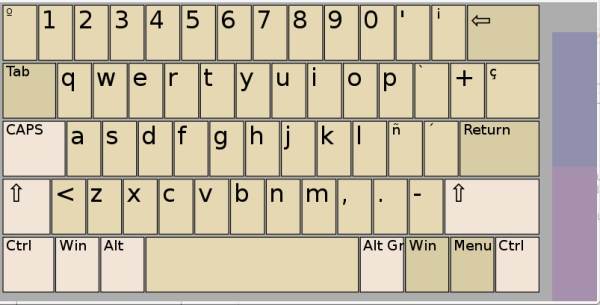 º 1 2 3 4 5 6 7 8 9 0 ' ¡ ⇦
Tab q w e r t y u i o p ` + ç
CAPS a s d f g h j k l ñ ´ Return
⇧ < z x c v b n m , . - ⇧
Ctrl Win Alt Alt Gr Win Menu Ctrl